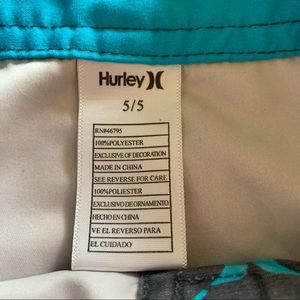 Hurley
5/5
RN#46795
100%POLYESTER
EXCLUSIVE OF DECORATION
MADE IN CHINA
SEE REVERSE FOR CARE
100%POLIESTER
EXCLUSIVO DE ORNAMENTO
HECHO EN CHINA
VE EL REVERSO PARA
EL CUIDADO